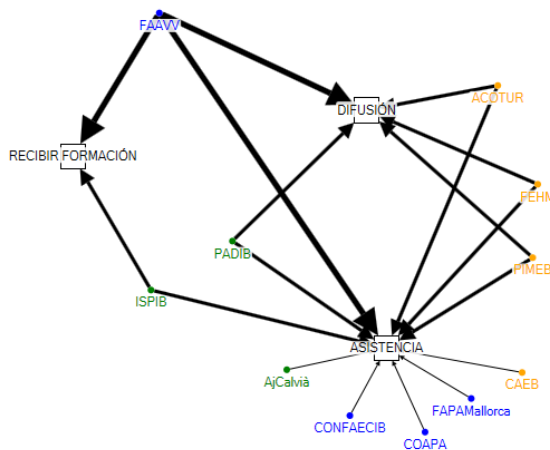 FAAVV
ACOTUR
DIFUSIÓN
RECIBIR FORMACIÓN
FEHM
PADIB
PIMEB
ISPIB
ASISTENCIA
AjCalvià
CAEB
FAPAMallorca
CONFAECIB
COAPA